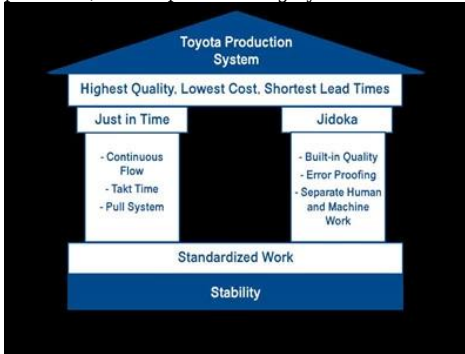 Toyota Production
System
Highest Quality, Lowest Cost, Shortest Lead Times
Just in Time
- Continuous
Flow
- Takt Time
- Pull System
Jidoka
- Built-in Quality
- Error Proofing
- Separate Human
and Machine
Work
Standardized Work
Stability